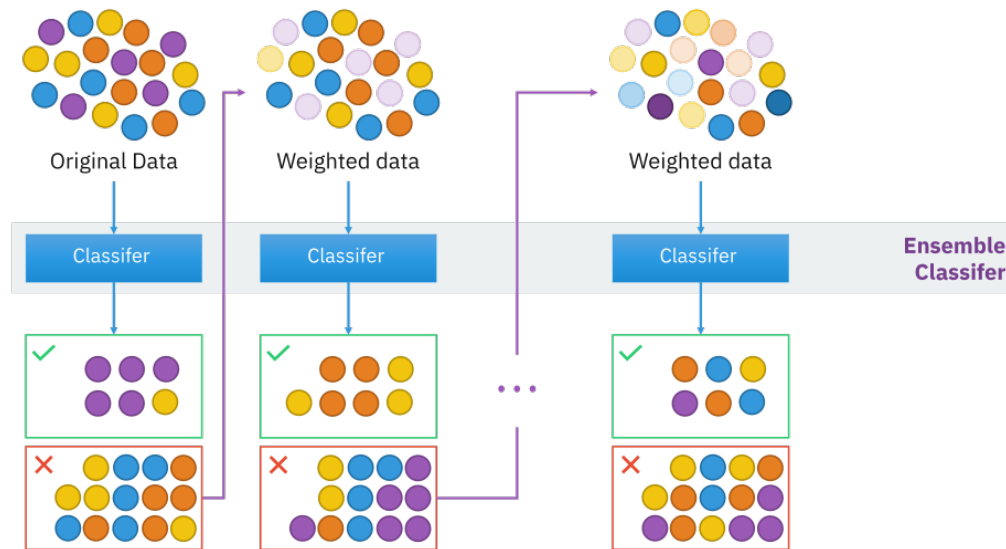 Original Data
Weighted data
Weighted data
Classifer
Classifer
Classifer
Ensemble
Classifer